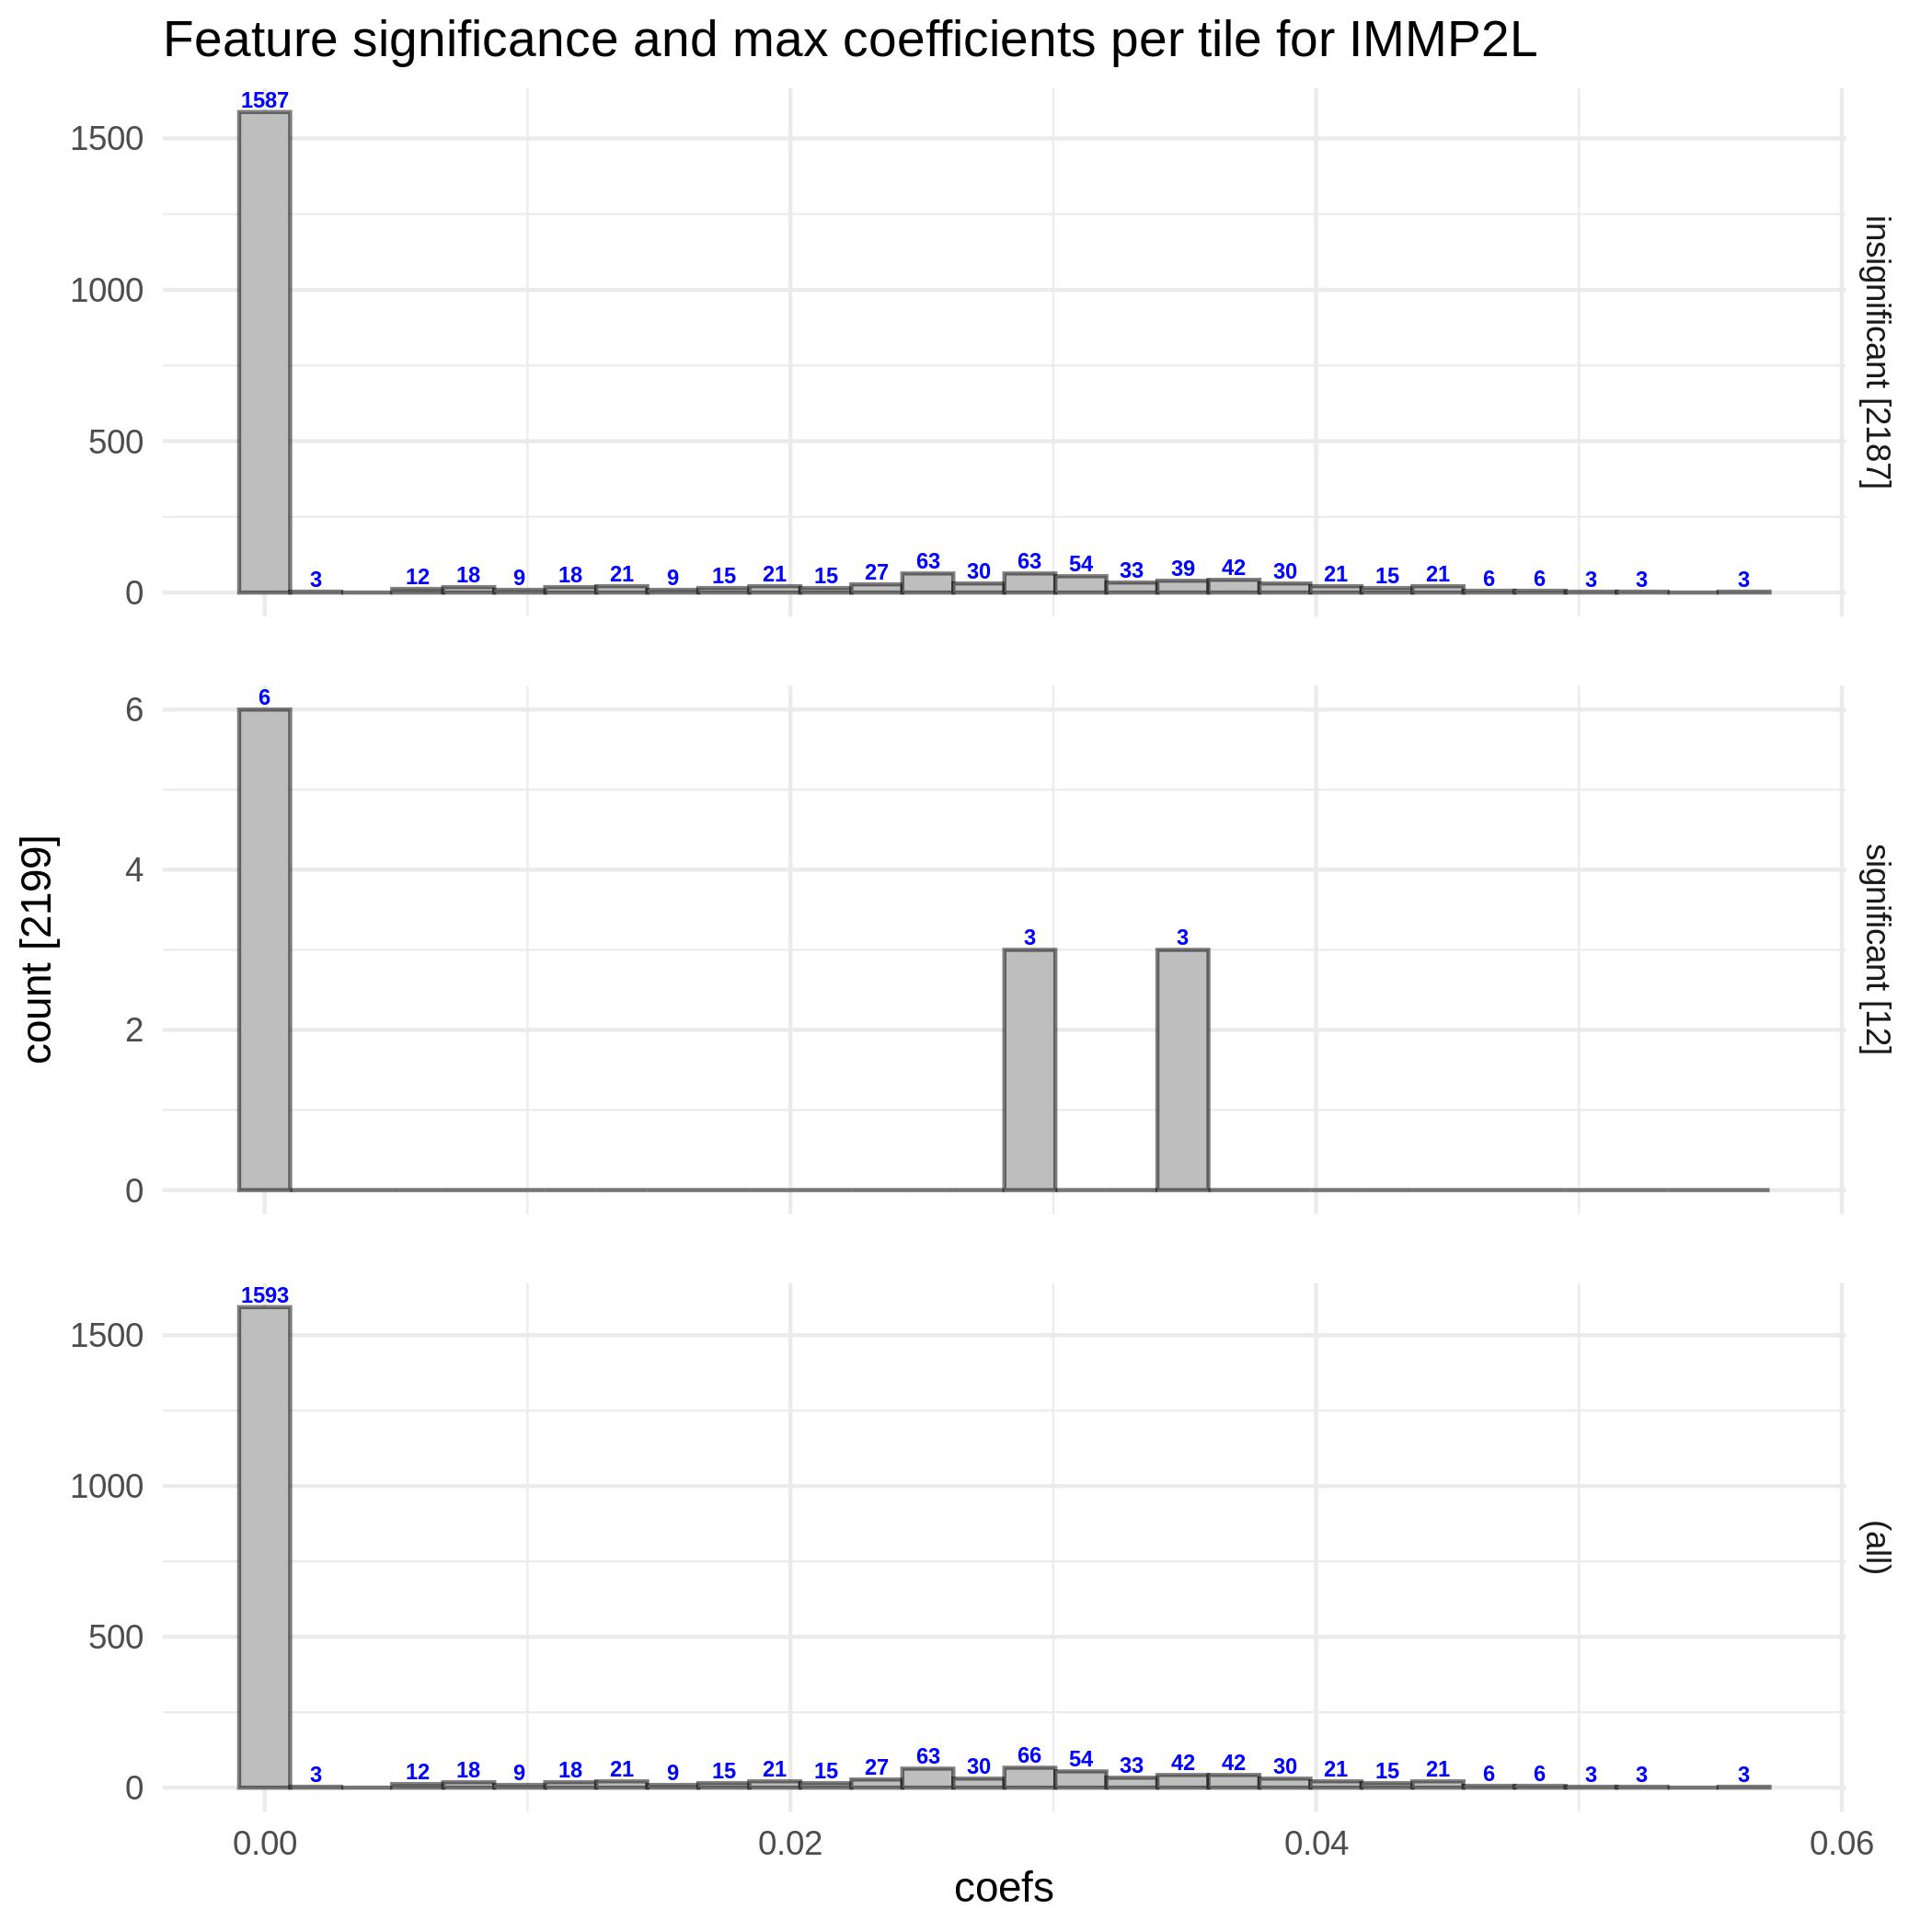 Feature significance and max coefficients per tile for IMMP2L
1587
1500
1000
500
0
3 12 18 9 18 21 9 15 21 15 27 63 30 63 54 33 39 42 30 21 15 21 6 6 3 3 3
insignificant [2187]
count [2199]
6
6
4
2
0
3 3
significant [12]
1593
1500
1000
500
0
3 12 18 9 18 21 9 15 21 15 27 63 30 66 54 33 42 42 30 21 15 21 6 6 3 3 3
(all)
0.00 0.02 0.04 0.06
coefs